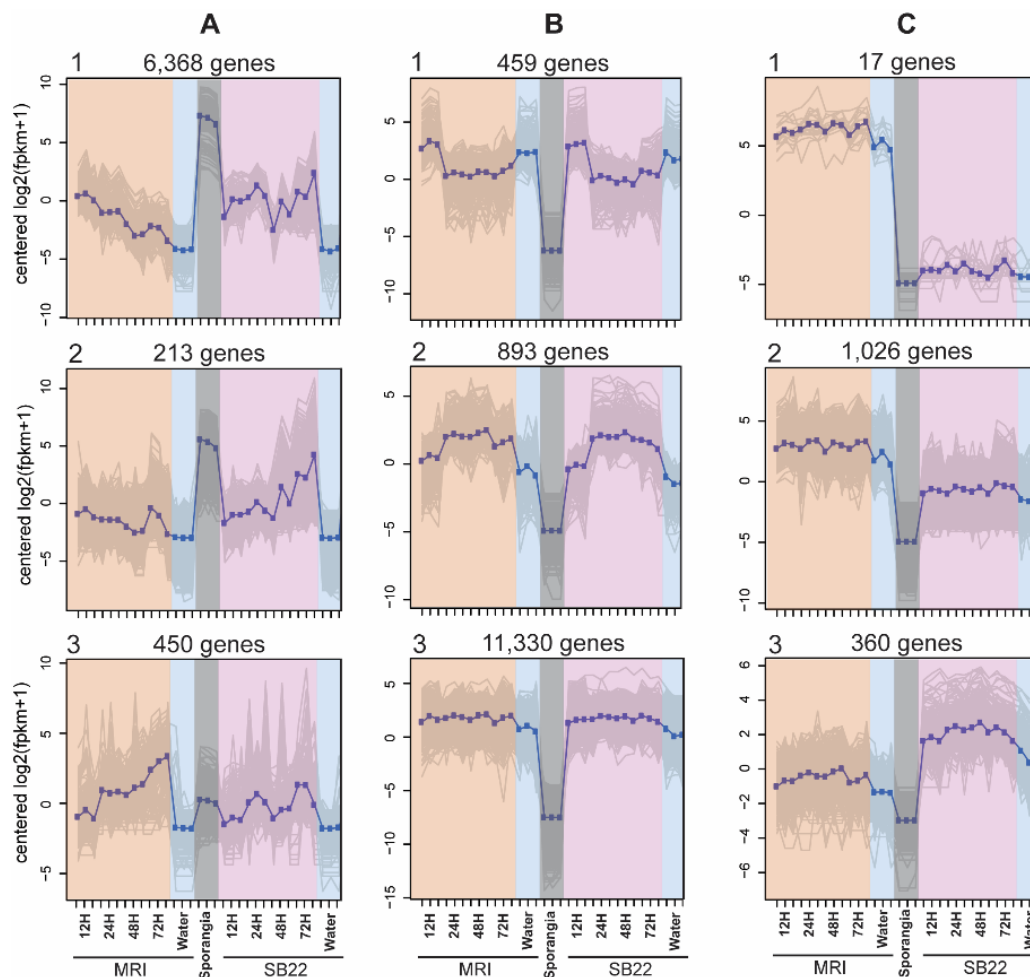 A B C
1 6,368 genes 1 459 genes 1 17 genes
centered log2(fpkm+1)
10 5 0 −5 −10
5 0 −5 −10
10 5 0 −5 −10
2 213 genes 2 893 genes 2 1,026 genes
centered log2(fpkm+1)
10 5 0 −5
5 0 −5 −10
5 0 −5 −10
3 450 genes 3 11,330 genes 3 360 genes
centered log2(fpkm+1)
10 5 0 −5
5 0 −5 −10 −15
6 4 2 0 −2 −4 −6
12H 24H 48H 72H Water Sporangia 12H 24H 48H 72H Water
MRI SB22
12H 24H 48H 72H Water Sporangia 12H 24H 48H 72H Water
MRI SB22
12H 24H 48H 72H Water Sporangia 12H 24H 48H 72H Water
MRI SB22